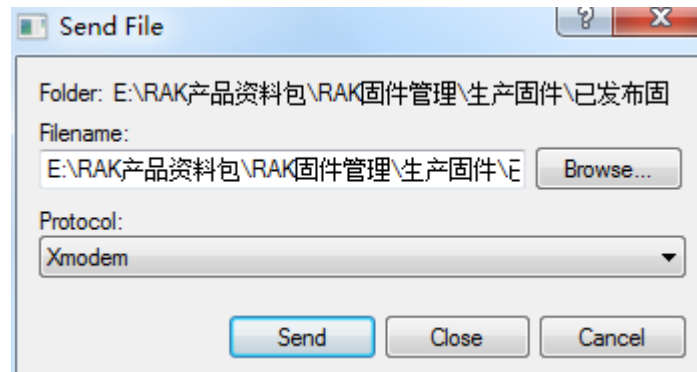 Send File
Folder: E:\RAK产品资料包\RAK固件管理\生产固件\已发布固
Filename:
E:\RAK产品资料包\RAK固件管理\生产固件\
Browse...
Protocol:
Xmodem
Send Close Cancel